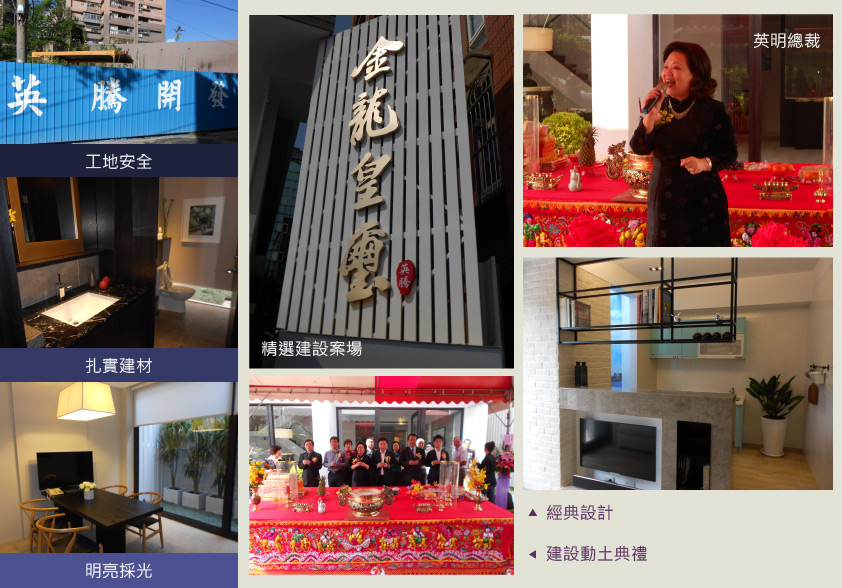 英騰開發
工地安全
扎實建材
明亮採光
金龍皇璽
英騰
精選建設案場
英明總裁
▲ 經典設計
◀ 建設動土典禮